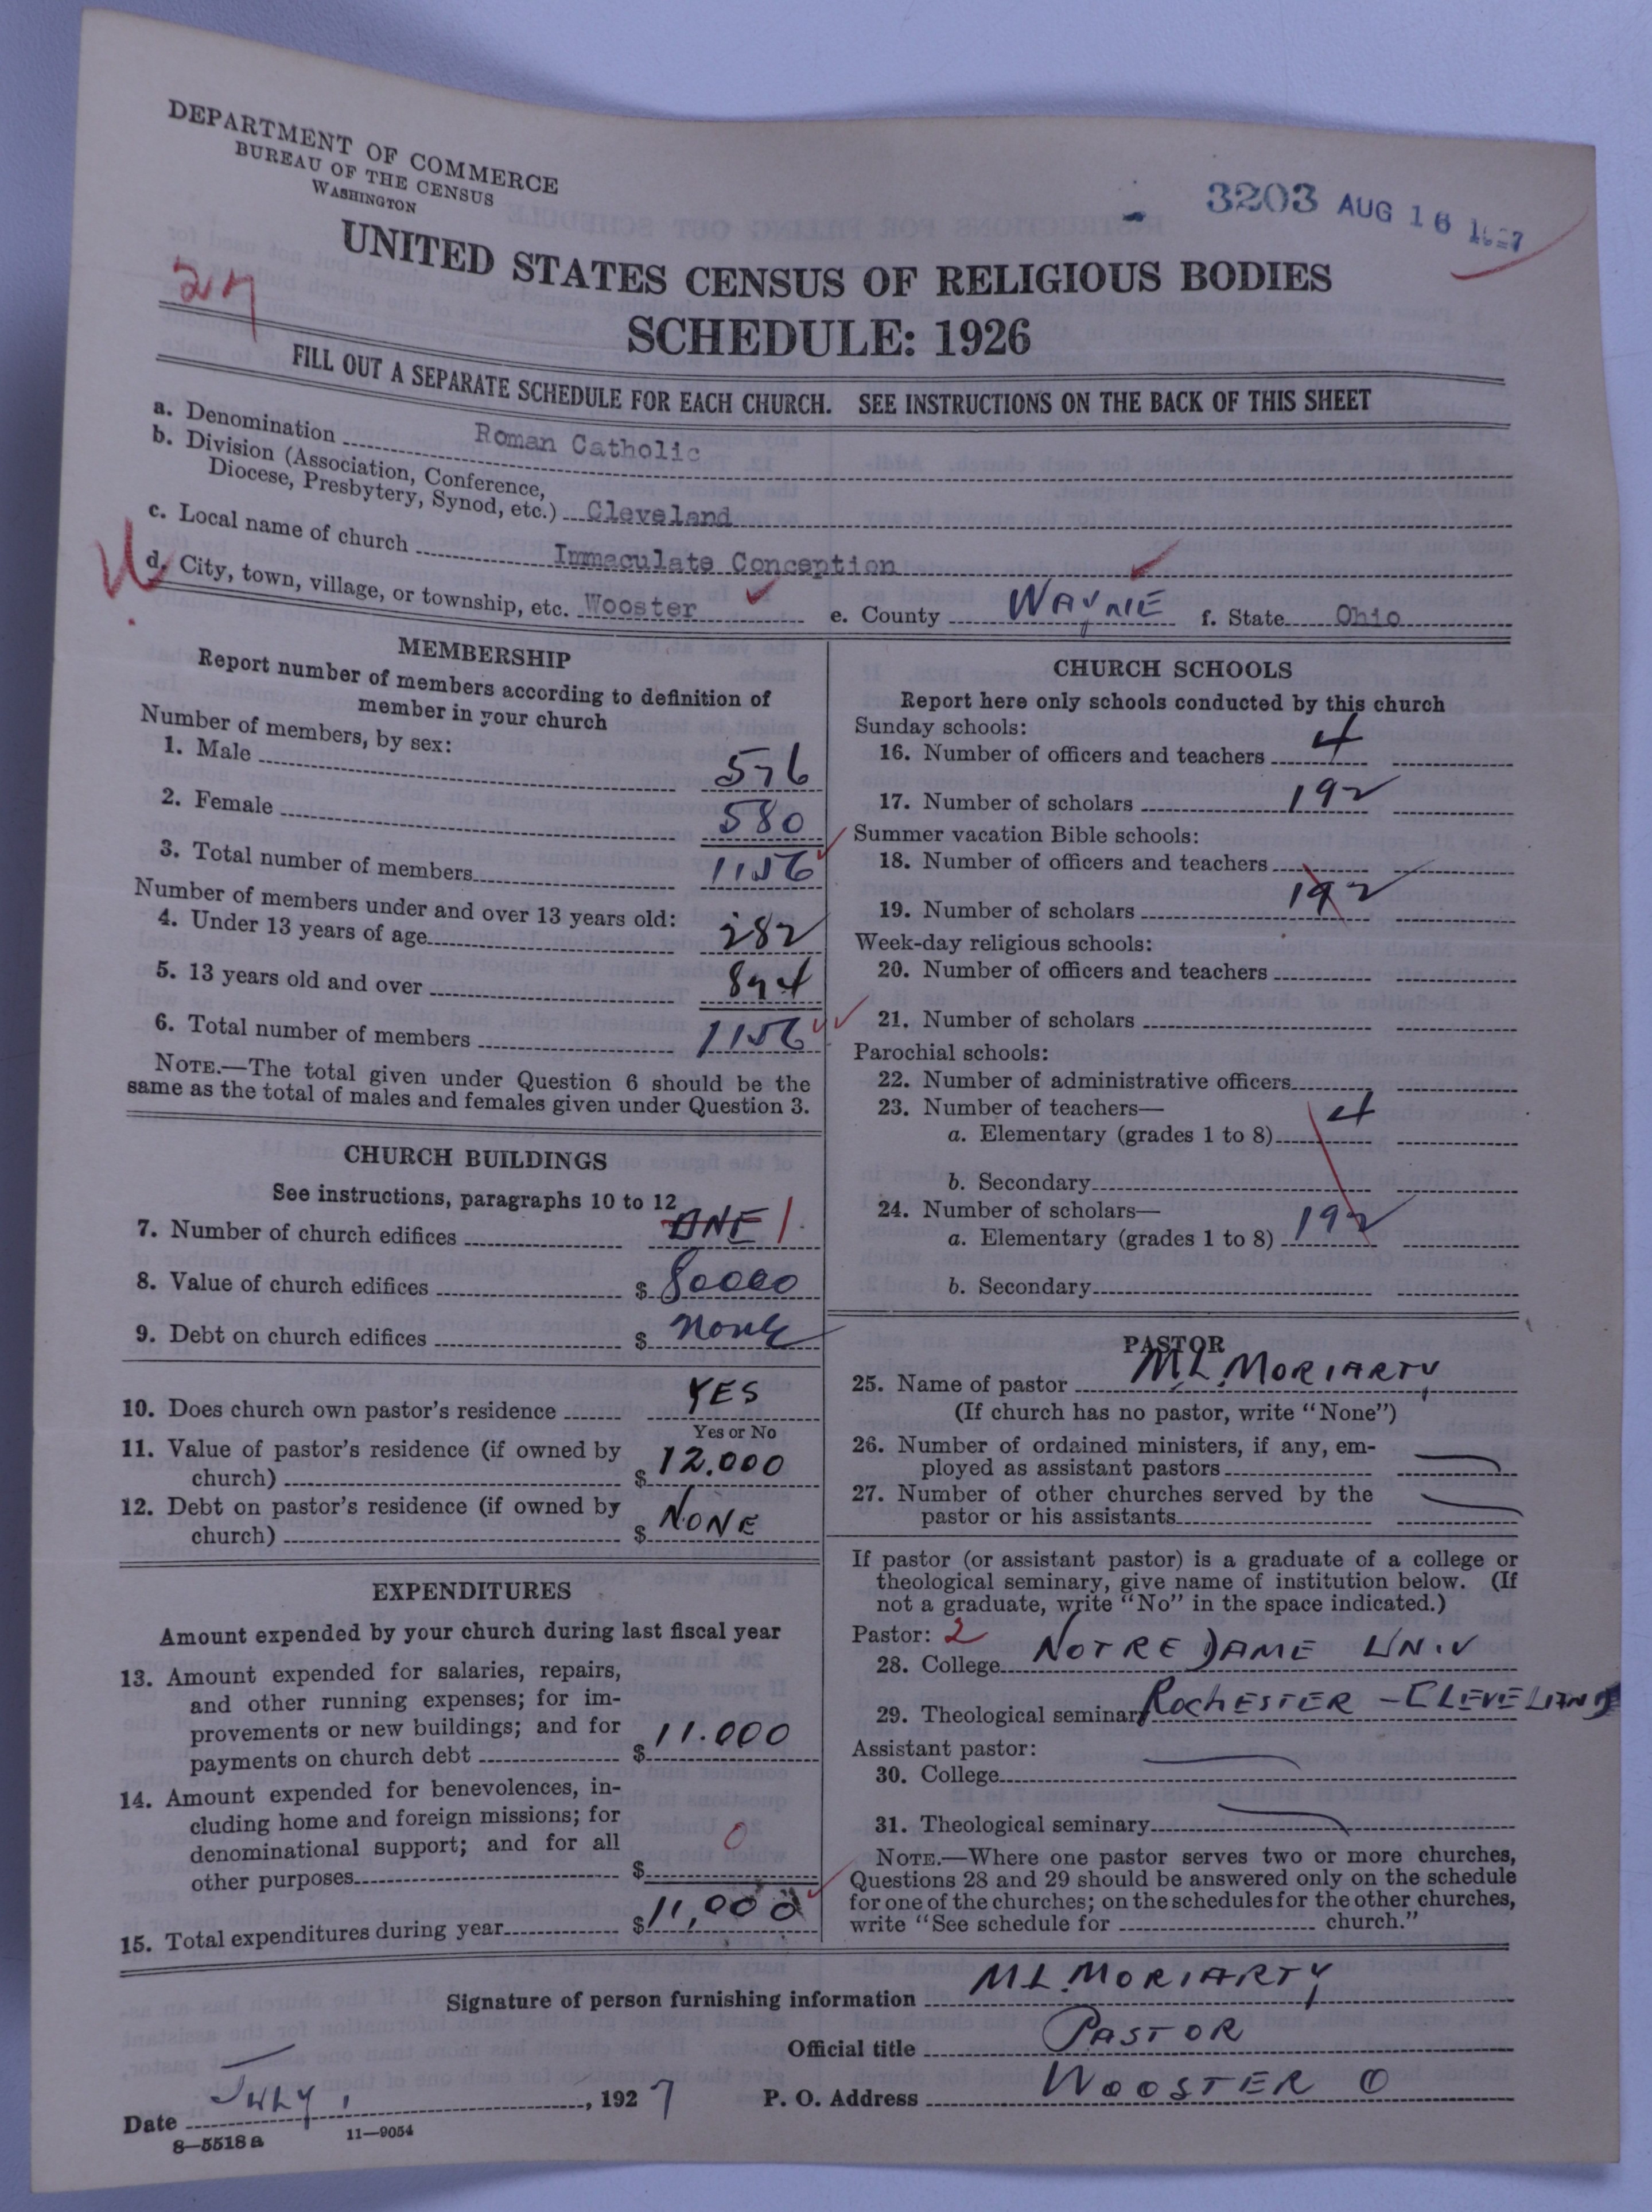 DEPARTMENT OF COMMERCE
BUREAU OF THE CENSUS
WASHINGTON
3203 AUG 16 1927
UNITED STATES CENSUS OF RELIGIOUS BODIES
27
SCHEDULE: 1926
FILL OUT A SEPARATE SCHEDULE FOR EACH CHURCH. SEE INSTRUCTIONS ON THE BACK OF THIS SHEET
a. Denomination Roman Catholic
b. Division (Association, Conference,
Diocese, Presbytery, Synod, etc.) Cleveland
c. Local name of church Immaculate Conception
d. City, town, village, or township, etc. Wooster e. County WAYNE f. State Ohio
MEMBERSHIP
Report number of members according to definition of
member in your church
Number of members, by sex:
1. Male 576
2. Female 580
3. Total number of members 1156
Number of members under and over 13 years old:
4. Under 13 years of age 282
5. 13 years old and over 874
6. Total number of members 1156
NOTE.—The total given under Question 6 should be the
same as the total of males and females given under Question 3.
CHURCH BUILDINGS
See instructions, paragraphs 10 to 12
7. Number of church edifices ONE 1
8. Value of church edifices $ 80000
9. Debt on church edifices $ none
10. Does church own pastor's residence YES
Yes or No
11. Value of pastor's residence (if owned by
church) $ 12.000
12. Debt on pastor's residence (if owned by
church) $ NONE
EXPENDITURES
Amount expended by your church during last fiscal year
13. Amount expended for salaries, repairs,
and other running expenses; for im-
provements or new buildings; and for
payments on church debt $ 11.000
14. Amount expended for benevolences, in-
cluding home and foreign missions; for
denominational support; and for all
other purposes $ 0
15. Total expenditures during year $ 11,000
CHURCH SCHOOLS
Report here only schools conducted by this church
Sunday schools:
16. Number of officers and teachers 4
17. Number of scholars 192
Summer vacation Bible schools:
18. Number of officers and teachers
19. Number of scholars 192
Week-day religious schools:
20. Number of officers and teachers
21. Number of scholars
Parochial schools:
22. Number of administrative officers
23. Number of teachers—
a. Elementary (grades 1 to 8) 4
b. Secondary
24. Number of scholars—
a. Elementary (grades 1 to 8) 192
b. Secondary
PASTOR
25. Name of pastor M.L. MORIARTY
(If church has no pastor, write "None")
26. Number of ordained ministers, if any, em-
ployed as assistant pastors
27. Number of other churches served by the
pastor or his assistants
If pastor (or assistant pastor) is a graduate of a college or
theological seminary, give name of institution below. (If
not a graduate, write "No" in the space indicated.)
Pastor: 2
28. College NOTRE DAME UNIV
29. Theological seminary ROCHESTER - CLEVELAND
Assistant pastor:
30. College
31. Theological seminary
NOTE.—Where one pastor serves two or more churches,
Questions 28 and 29 should be answered only on the schedule
for one of the churches; on the schedules for the other churches,
write "See schedule for church."
Signature of person furnishing information M L MORIARTY
Official title PASTOR
Date JULY 1, 1927 P. O. Address WOOSTER O
8—5518 a 11—9054